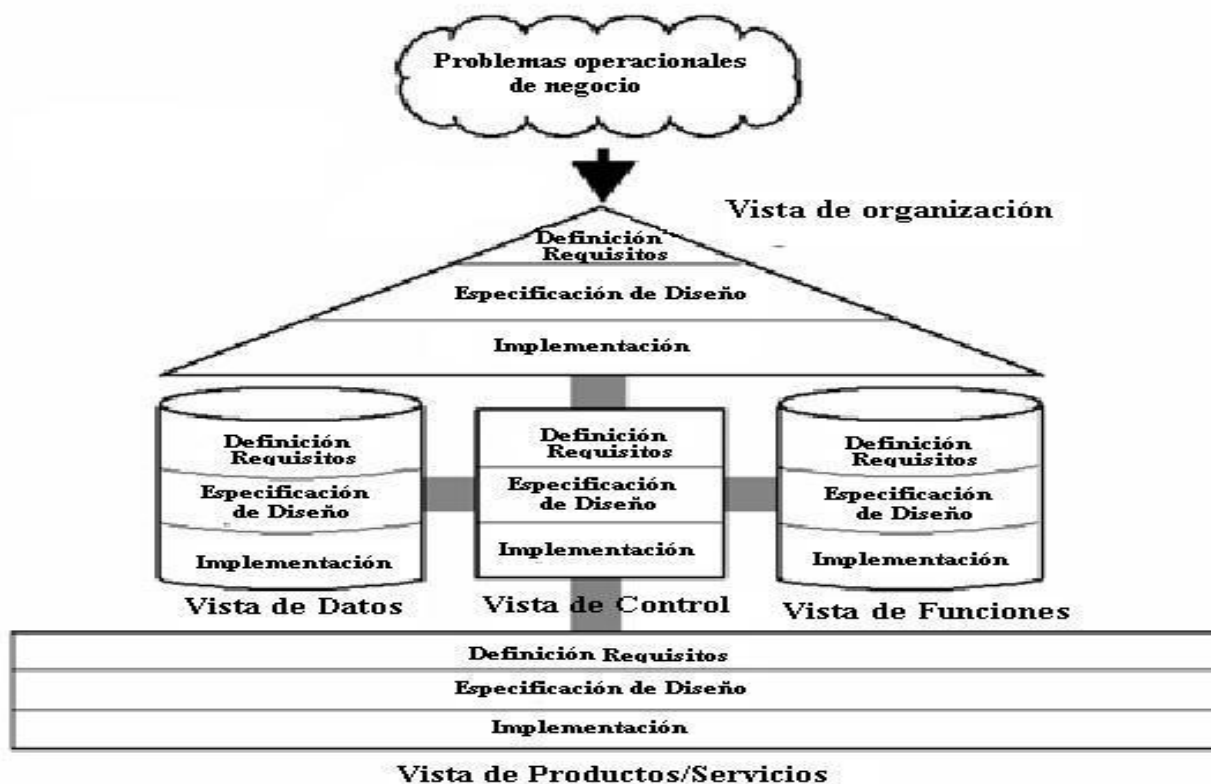 Problemas operacionales
de negocio
Vista de organización
Definición
Requisitos
Especificación de Diseño
Implementación
Definición
Requisitos
Especificación
de Diseño
Implementación
Vista de Datos
Definición
Requisitos
Especificación
de Diseño
Implementación
Vista de Control
Definición
Requisitos
Especificación
de Diseño
Implementación
Vista de Funciones
Definición Requisitos
Especificación de Diseño
Implementación
Vista de Productos/Servicios